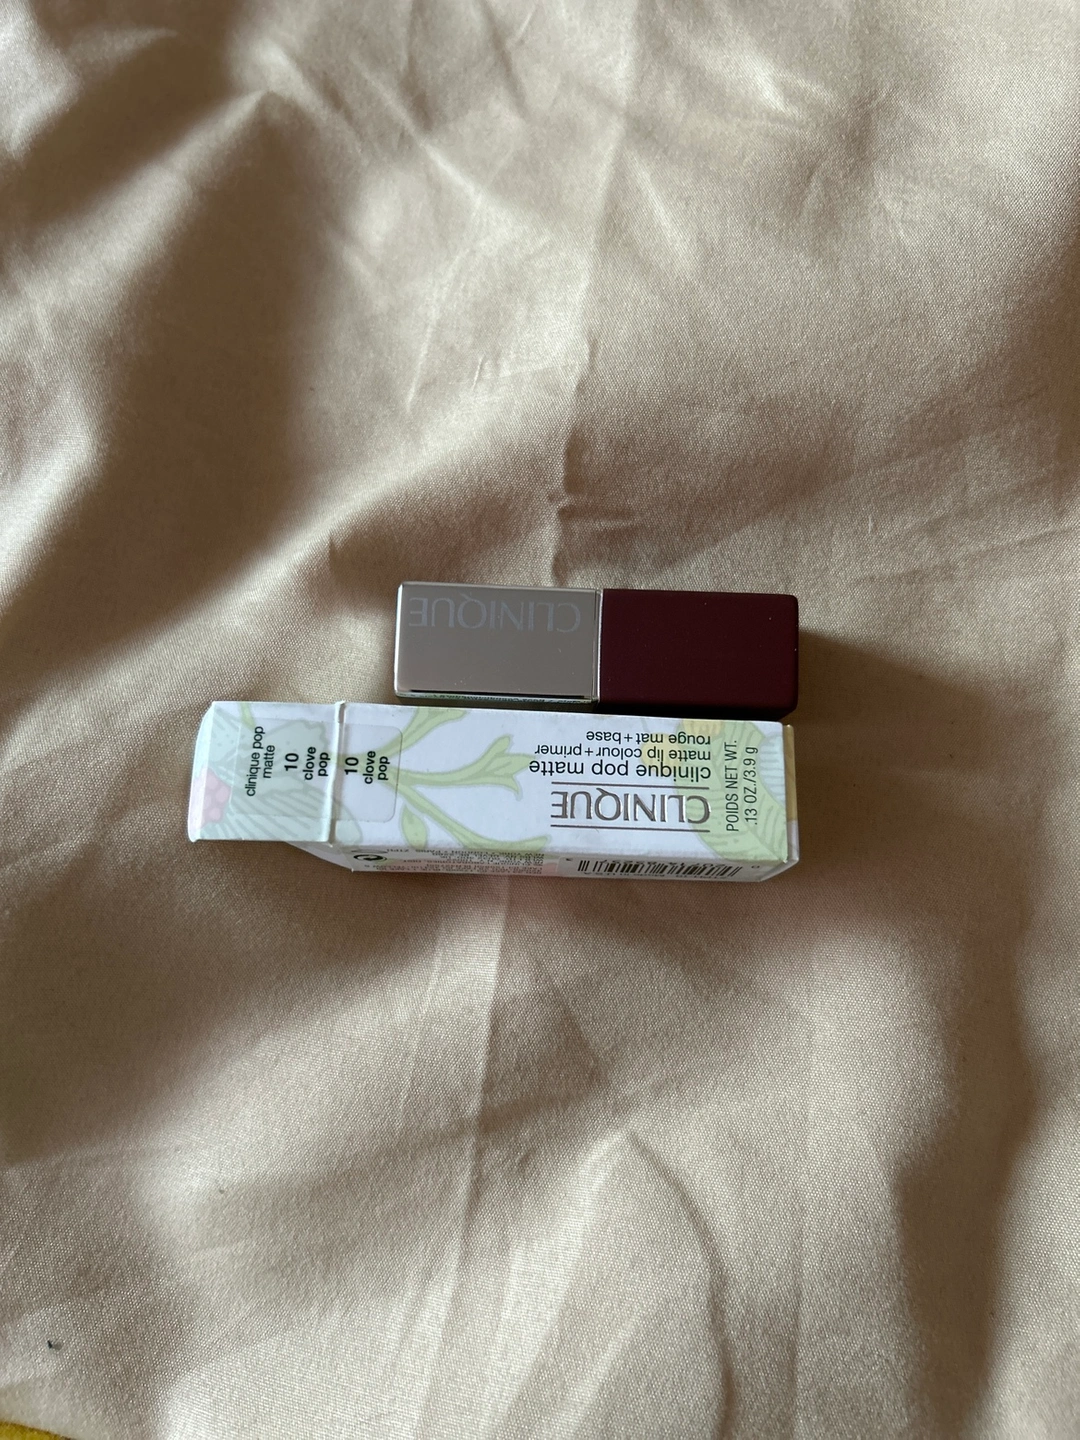 CLINIQUE
clinique pop
matte
10
clove
pop
10
clove
pop
CLINIQUE
clinique pop matte
matte lip colour+primer
rouge mat+base
POIDS NET WT.
.13 OZ./3.9 g